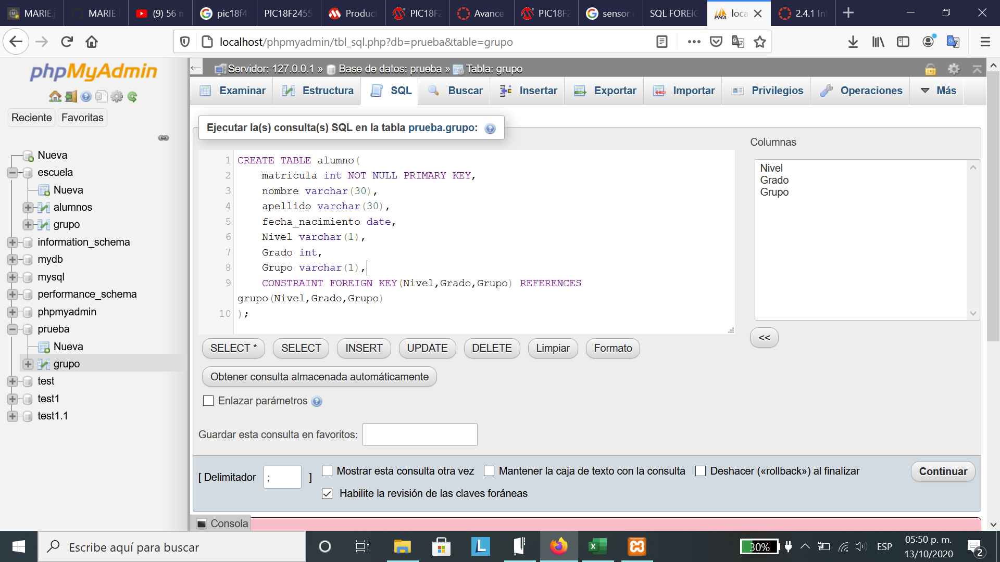 MARIE.j
MARIE
(9) 56 m
pic18f4
PIC18F2455
Product
PIC18F2
Avance
PIC18F2
sensor
SQL FOREIG
loca
2.4.1 Int
localhost/phpmyadmin/tbl_sql.php?db=prueba&table=grupo
phpMyAdmin
Reciente
Favoritas
Nueva
escuela
Nueva
alumnos
grupo
information_schema
mydb
mysql
performance_schema
phpmyadmin
prueba
Nueva
grupo
test
test1
test1.1
Servidor: 127.0.0.1 » Base de datos: prueba » Tabla: grupo
Examinar
Estructura
SQL
Buscar
Insertar
Exportar
Importar
Privilegios
Operaciones
Más
Ejecutar la(s) consulta(s) SQL en la tabla prueba.grupo:
1 CREATE TABLE alumno(
2 matricula int NOT NULL PRIMARY KEY,
3 nombre varchar(30),
4 apellido varchar(30),
5 fecha_nacimiento date,
6 Nivel varchar(1),
7 Grado int,
8 Grupo varchar(1),
9 CONSTRAINT FOREIGN KEY(Nivel,Grado,Grupo) REFERENCES
grupo(Nivel,Grado,Grupo)
10 );
Columnas
Nivel
Grado
Grupo
<<
SELECT *
SELECT
INSERT
UPDATE
DELETE
Limpiar
Formato
Obtener consulta almacenada automáticamente
Enlazar parámetros
Guardar esta consulta en favoritos:
[ Delimitador ; ]
Mostrar esta consulta otra vez
Mantener la caja de texto con la consulta
Deshacer («rollback») al finalizar
Habilite la revisión de las claves foráneas
Continuar
Consola
Escribe aquí para buscar
30%
ESP
05:50 p. m.
13/10/2020
2